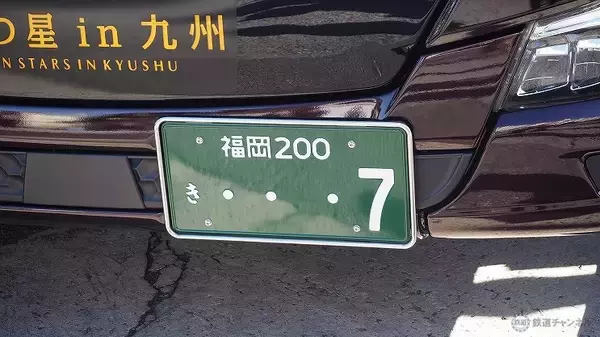 つ星 in 九州
N STARS IN KYUSHU
福岡200
き ・・ ・7
鉄道チャンネル